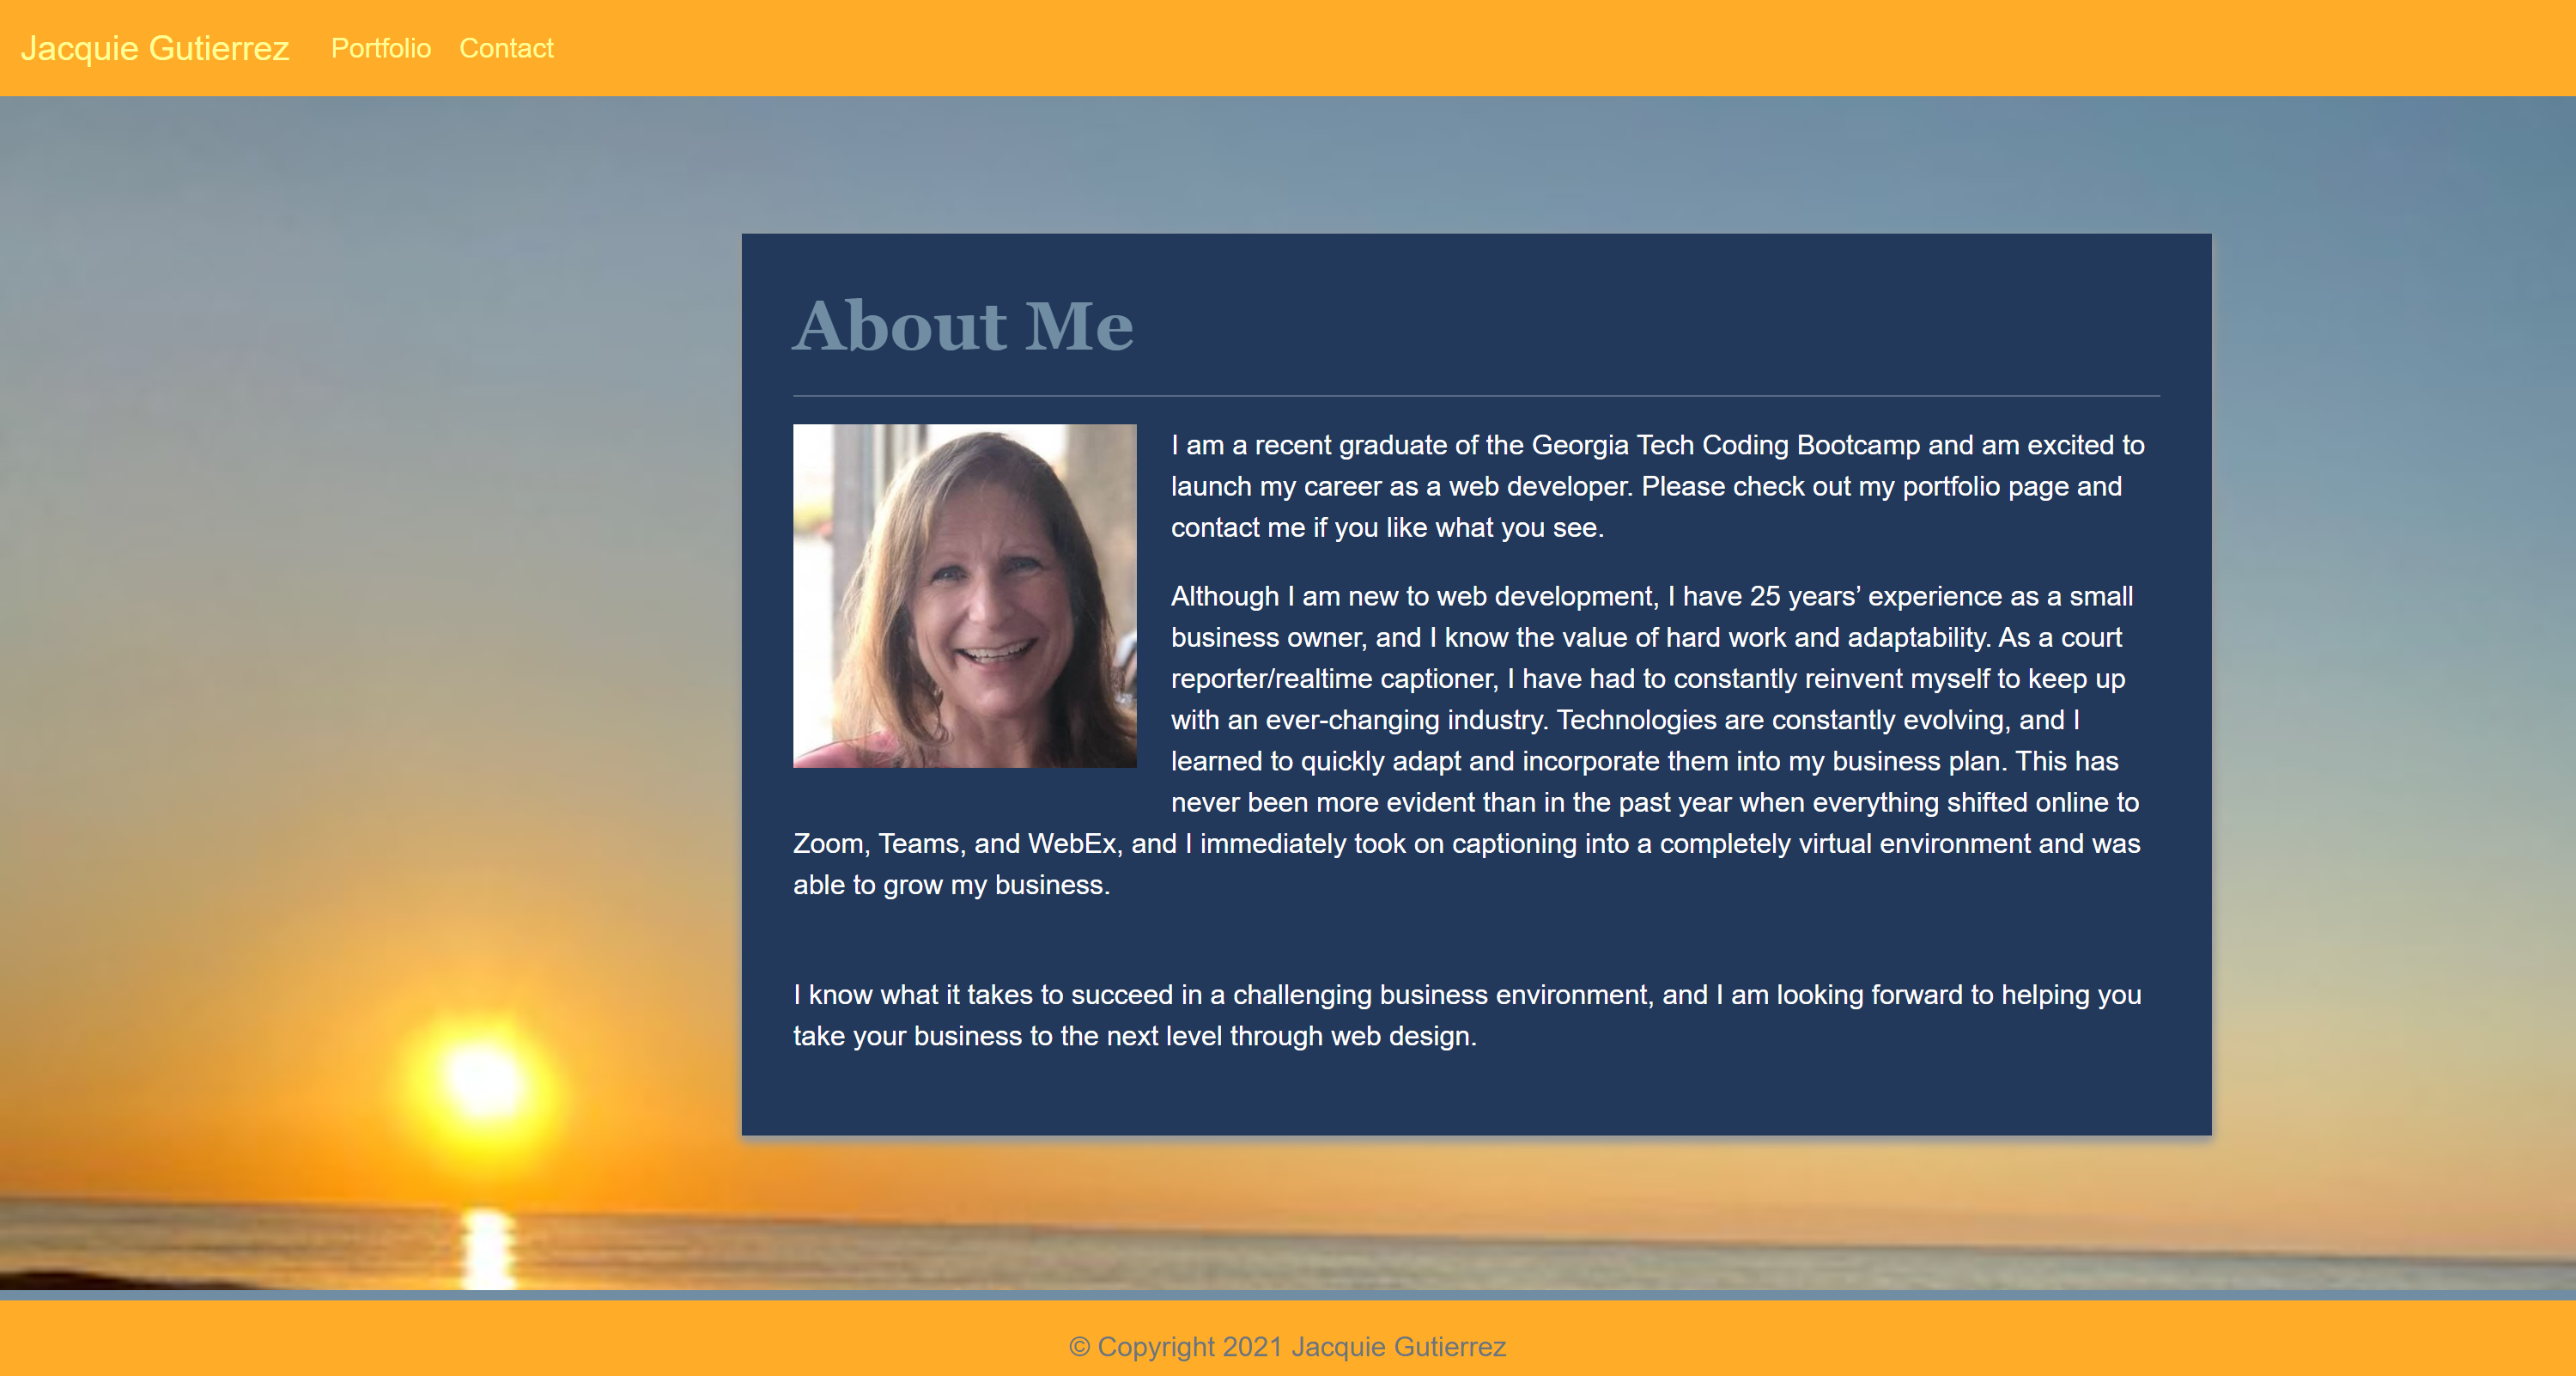 Jacquie Gutierrez Portfolio Contact
About Me
I am a recent graduate of the Georgia Tech Coding Bootcamp and am excited to
launch my career as a web developer. Please check out my portfolio page and
contact me if you like what you see.
Although I am new to web development, I have 25 years’ experience as a small
business owner, and I know the value of hard work and adaptability. As a court
reporter/realtime captioner, I have had to constantly reinvent myself to keep up
with an ever-changing industry. Technologies are constantly evolving, and I
learned to quickly adapt and incorporate them into my business plan. This has
never been more evident than in the past year when everything shifted online to
Zoom, Teams, and WebEx, and I immediately took on captioning into a completely virtual environment and was
able to grow my business.
I know what it takes to succeed in a challenging business environment, and I am looking forward to helping you
take your business to the next level through web design.
© Copyright 2021 Jacquie Gutierrez